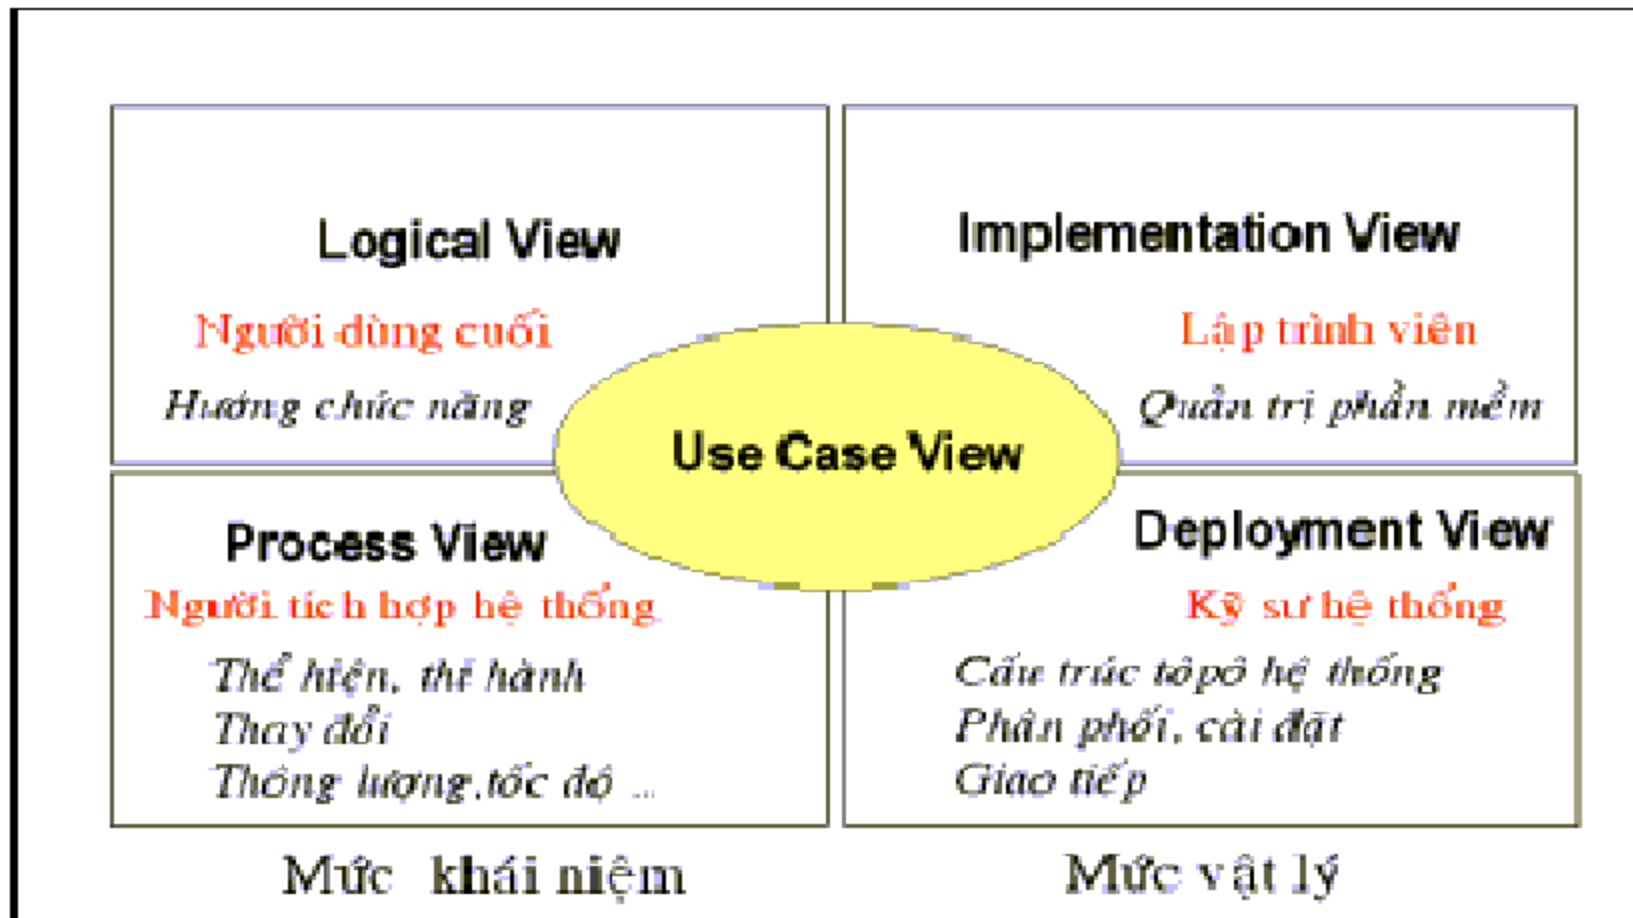 Logical View
Người dùng cuối
Hướng chức năng
Implementation View
Lập trình viên
Quản trị phần mềm
Use Case View
Process View
Người tích hợp hệ thống
Thể hiện, thi hành
Thay đổi
Thông lượng,tốc độ ...
Deployment View
Kỹ sư hệ thống
Cấu trúc tôpô hệ thống
Phân phối, cài đặt
Giao tiếp
Mức khái niệm
Mức vật lý